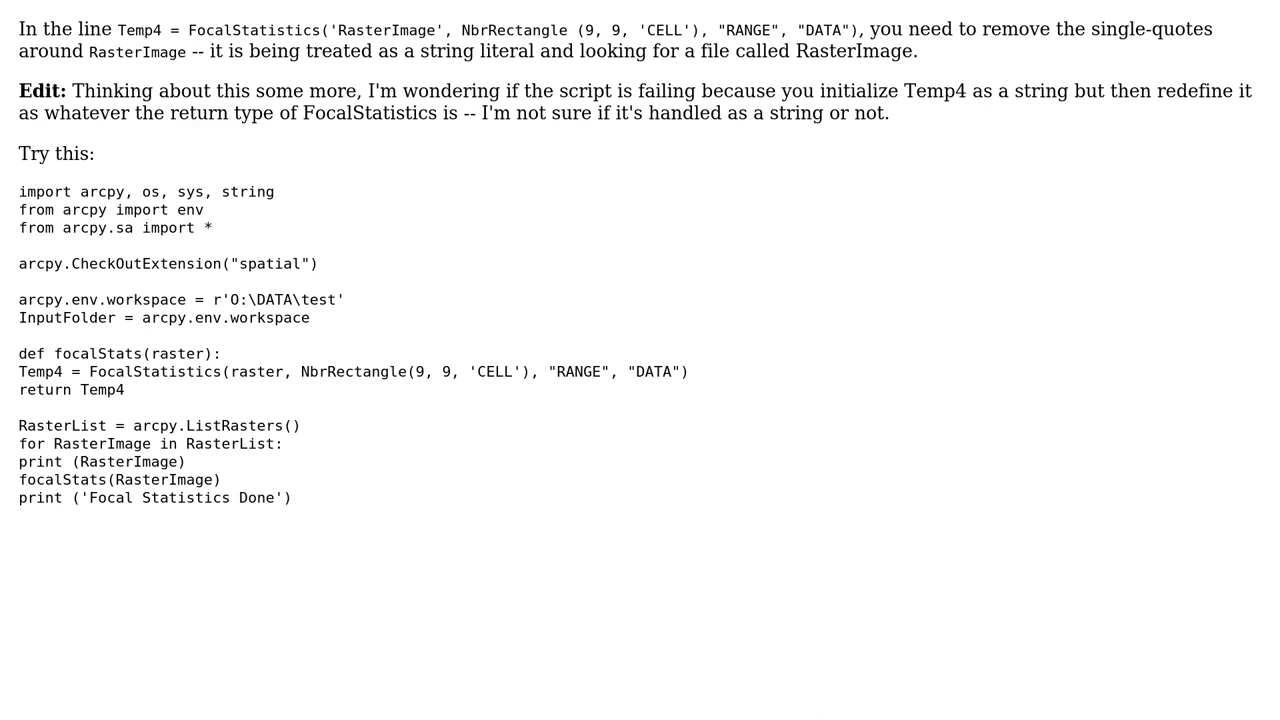 In the line Temp4 = FocalStatistics('RasterImage', NbrRectangle (9, 9, 'CELL'), "RANGE", "DATA"), you need to remove the single-quotes
around RasterImage -- it is being treated as a string literal and looking for a file called RasterImage.
Edit: Thinking about this some more, I'm wondering if the script is failing because you initialize Temp4 as a string but then redefine it
as whatever the return type of FocalStatistics is -- I'm not sure if it's handled as a string or not.
Try this:
import arcpy, os, sys, string
from arcpy import env
from arcpy.sa import *
arcpy.CheckOutExtension("spatial")
arcpy.env.workspace = r'O:\DATA\test'
InputFolder = arcpy.env.workspace
def focalStats(raster):
Temp4 = FocalStatistics(raster, NbrRectangle(9, 9, 'CELL'), "RANGE", "DATA")
return Temp4
RasterList = arcpy.ListRasters()
for RasterImage in RasterList:
print (RasterImage)
focalStats(RasterImage)
print ('Focal Statistics Done')